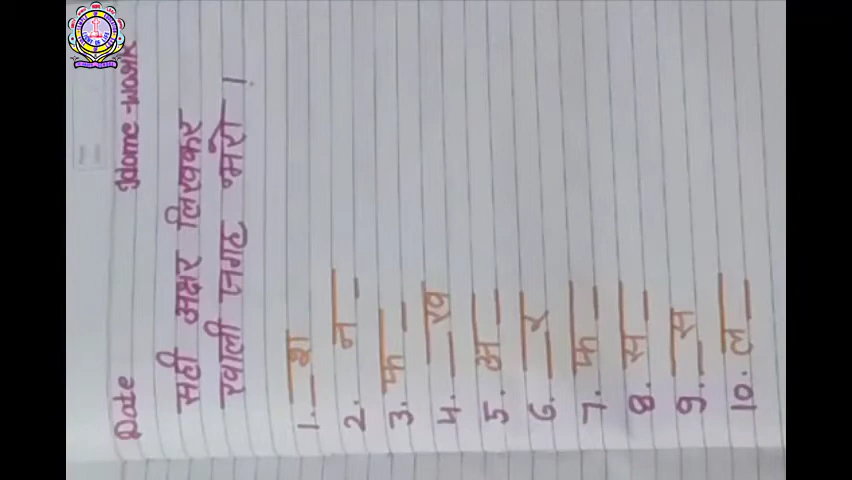 Date Home-work
सही अक्षर लिखकर
खाली जगह भरो !
1. _ श
2. न _
3. फ _
4. _ ख
5. भ _
6. _ र
7. फ _
8. स _
9. _ स
10. ल _